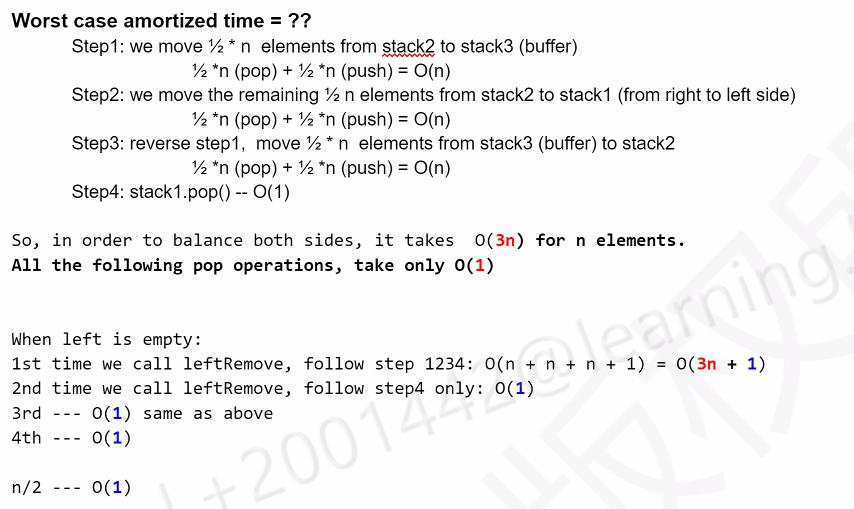 Worst case amortized time = ??
Step1: we move ½ * n elements from stack2 to stack3 (buffer)
½ *n (pop) + ½ *n (push) = O(n)
Step2: we move the remaining ½ n elements from stack2 to stack1 (from right to left side)
½ *n (pop) + ½ *n (push) = O(n)
Step3: reverse step1, move ½ * n elements from stack3 (buffer) to stack2
½ *n (pop) + ½ *n (push) = O(n)
Step4: stack1.pop() -- O(1)
So, in order to balance both sides, it takes O(3n) for n elements.
All the following pop operations, take only O(1)
When left is empty:
1st time we call leftRemove, follow step 1234: O(n + n + n + 1) = O(3n + 1)
2nd time we call leftRemove, follow step4 only: O(1)
3rd --- O(1) same as above
4th --- O(1)
n/2 --- O(1)
+2001442@learning.
版权